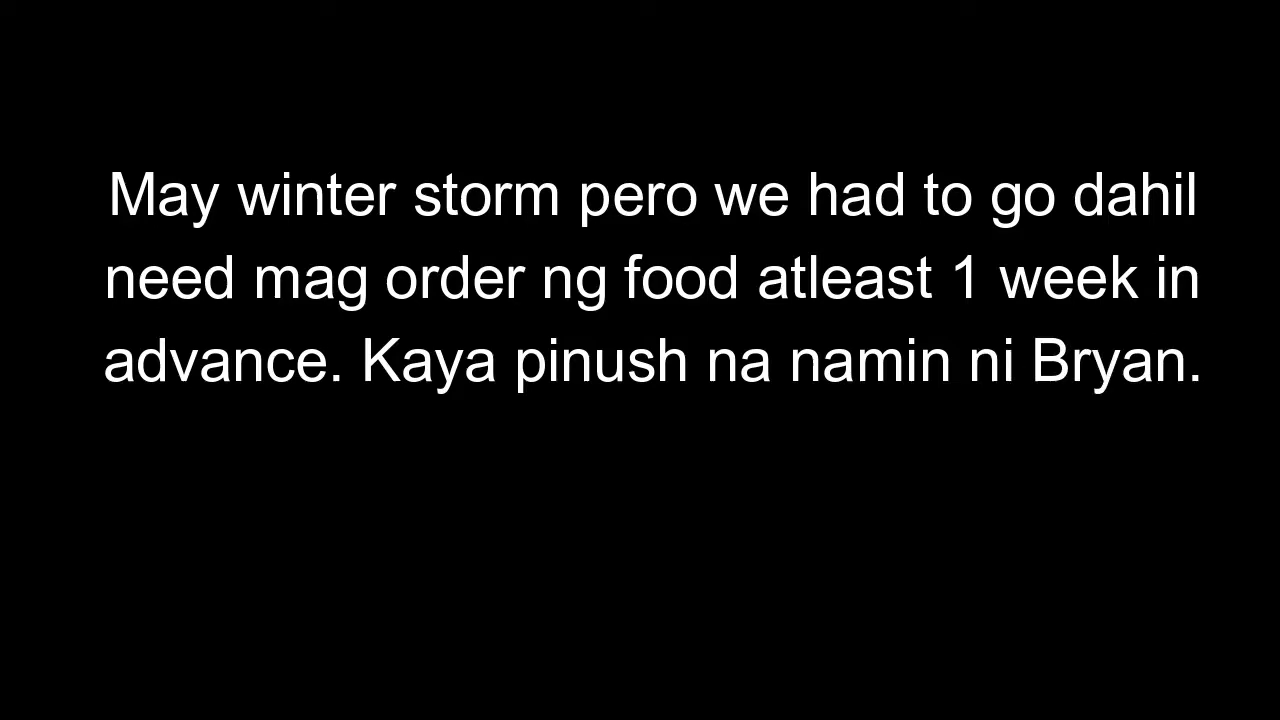 May winter storm pero we had to go dahil
need mag order ng food atleast 1 week in
advance. Kaya pinush na namin ni Bryan.